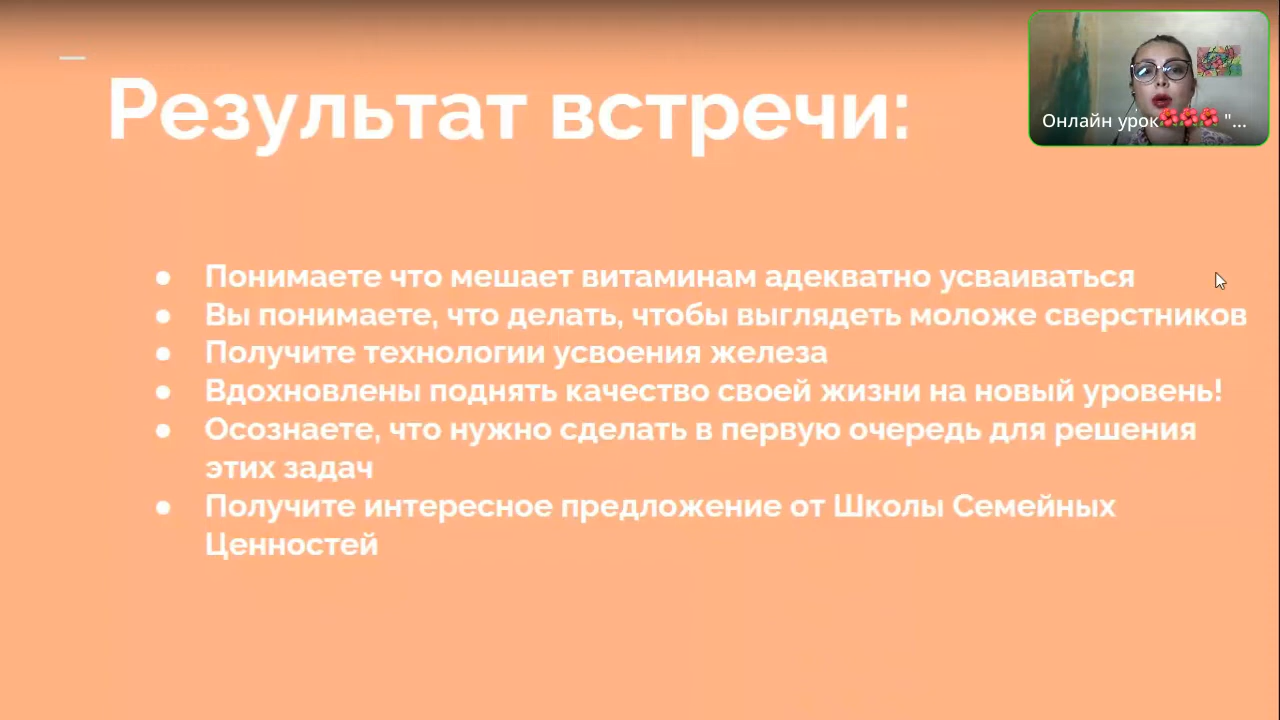 Результат встречи:
Онлайн урок🌺🌺🌺 "...
● Понимаете что мешает витаминам адекватно усваиваться
● Вы понимаете, что делать, чтобы выглядеть моложе сверстников
● Получите технологии усвоения железа
● Вдохновлены поднять качество своей жизни на новый уровень!
● Осознаете, что нужно сделать в первую очередь для решения
этих задач
● Получите интересное предложение от Школы Семейных
Ценностей